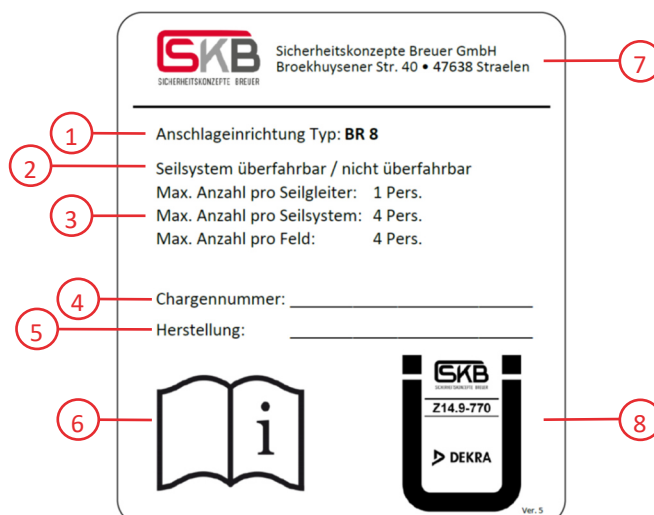 SKB
SICHERHEITSKONZEPTE BREUER
Sicherheitskonzepte Breuer GmbH
Broekhuysener Str. 40 • 47638 Straelen
7
1
Anschlageinrichtung Typ: BR 8
2
Seilsystem überfahrbar / nicht überfahrbar
Max. Anzahl pro Seilgleiter: 1 Pers.
3
Max. Anzahl pro Seilsystem: 4 Pers.
Max. Anzahl pro Feld: 4 Pers.
4
Chargennummer:
5
Herstellung:
6
i
SKB
SICHERHEITSKONZEPTE BREUER
Z14.9-770
DEKRA
8
Ver. 5